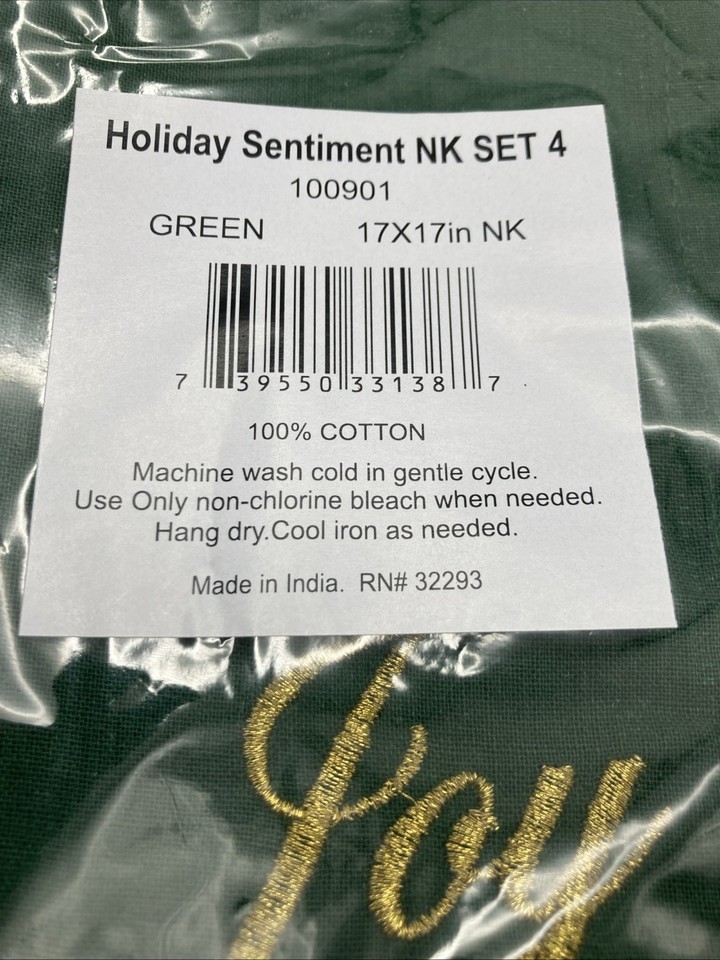 Holiday Sentiment NK SET 4
100901
GREEN 17X17in NK
7 39550 33138 7
100% COTTON
Machine wash cold in gentle cycle.
Use Only non-chlorine bleach when needed.
Hang dry.Cool iron as needed.
Made in India. RN# 32293
Joy